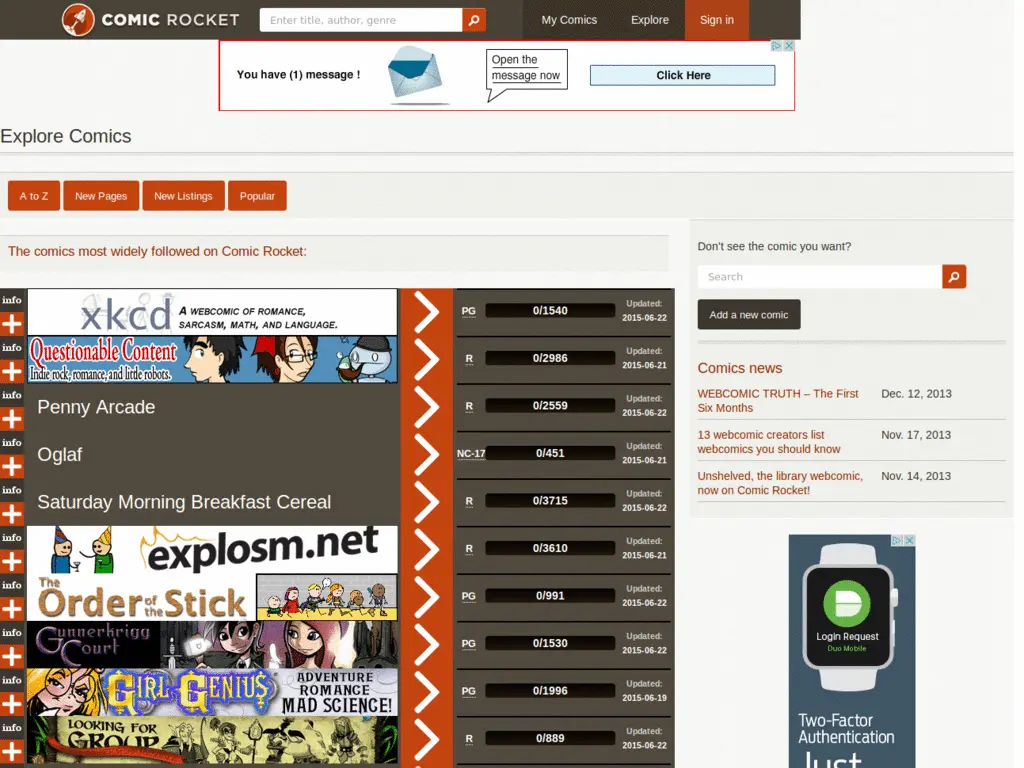 COMIC ROCKET
Enter title, author, genre
My Comics
Explore
Sign in
You have (1) message !
Open the
message now
Click Here
Explore Comics
A to Z
New Pages
New Listings
Popular
The comics most widely followed on Comic Rocket:
info
xkcd
A WEBCOMIC OF ROMANCE,
SARCASM, MATH, AND LANGUAGE.
PG
0/1540
Updated:
2015-06-22
info
Questionable Content
Indie rock, romance, and little robots.
R
0/2986
Updated:
2015-06-21
info
Penny Arcade
R
0/2559
Updated:
2015-06-22
info
Oglaf
NC-17
0/451
Updated:
2015-06-21
info
Saturday Morning Breakfast Cereal
R
0/3715
Updated:
2015-06-22
info
explosm.net
R
0/3610
Updated:
2015-06-21
info
The
Order of the Stick
PG
0/991
Updated:
2015-06-22
info
Gunnerkrigg
Court
PG
0/1530
Updated:
2015-06-22
info
GIRL GENIUS
ADVENTURE
ROMANCE
MAD SCIENCE!
PG
0/1996
Updated:
2015-06-19
info
LOOKING FOR
GROUP
R
0/889
Updated:
2015-06-22
Don't see the comic you want?
Search
Add a new comic
Comics news
WEBCOMIC TRUTH – The First
Six Months
Dec. 12, 2013
13 webcomic creators list
webcomics you should know
Nov. 17, 2013
Unshelved, the library webcomic,
now on Comic Rocket!
Nov. 14, 2013
Login Request
Duo Mobile
Two-Factor
Authentication
Just